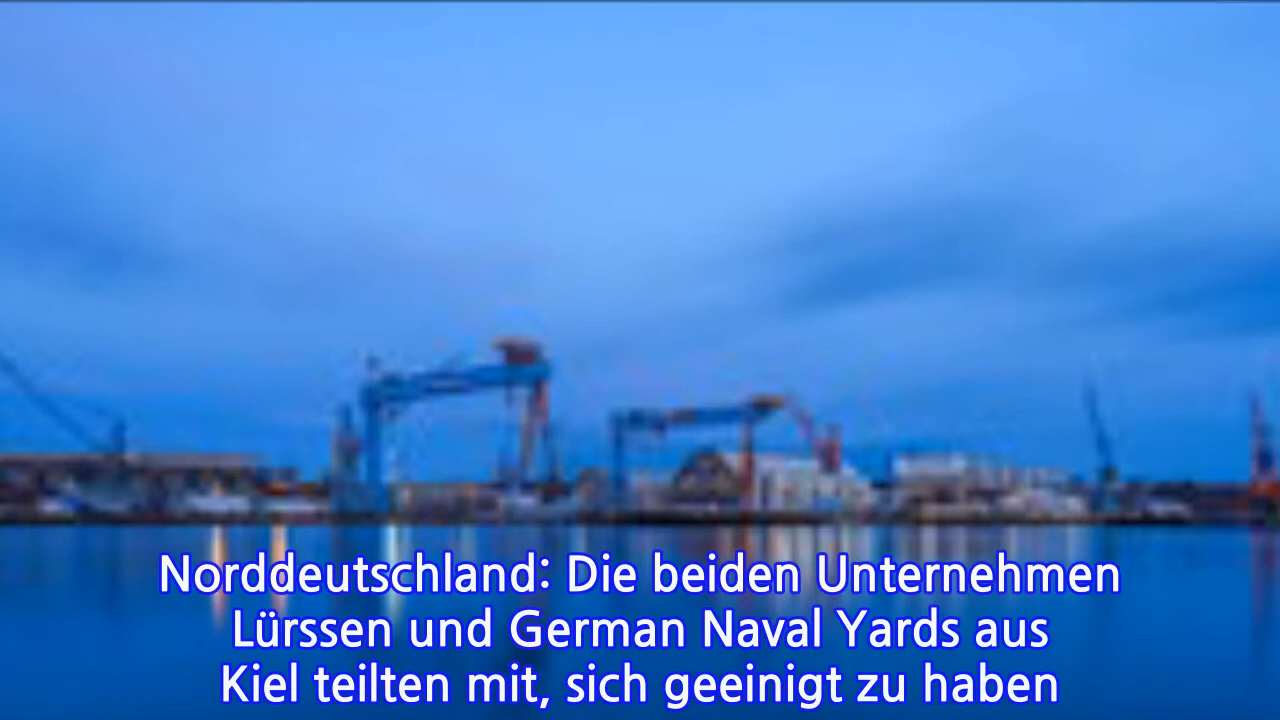 Norddeutschland: Die beiden Unternehmen
Lürssen und German Naval Yards aus
Kiel teilten mit, sich geeinigt zu haben